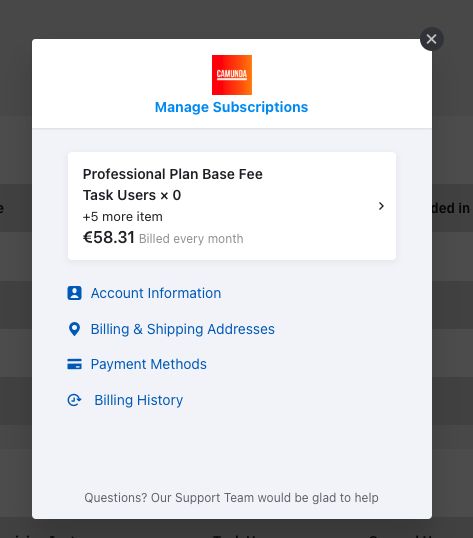 CAMUNDA
Manage Subscriptions
Professional Plan Base Fee
Task Users × 0
+5 more item
€58.31 Billed every month
ded in
Account Information
Billing & Shipping Addresses
Payment Methods
Billing History
Questions? Our Support Team would be glad to help